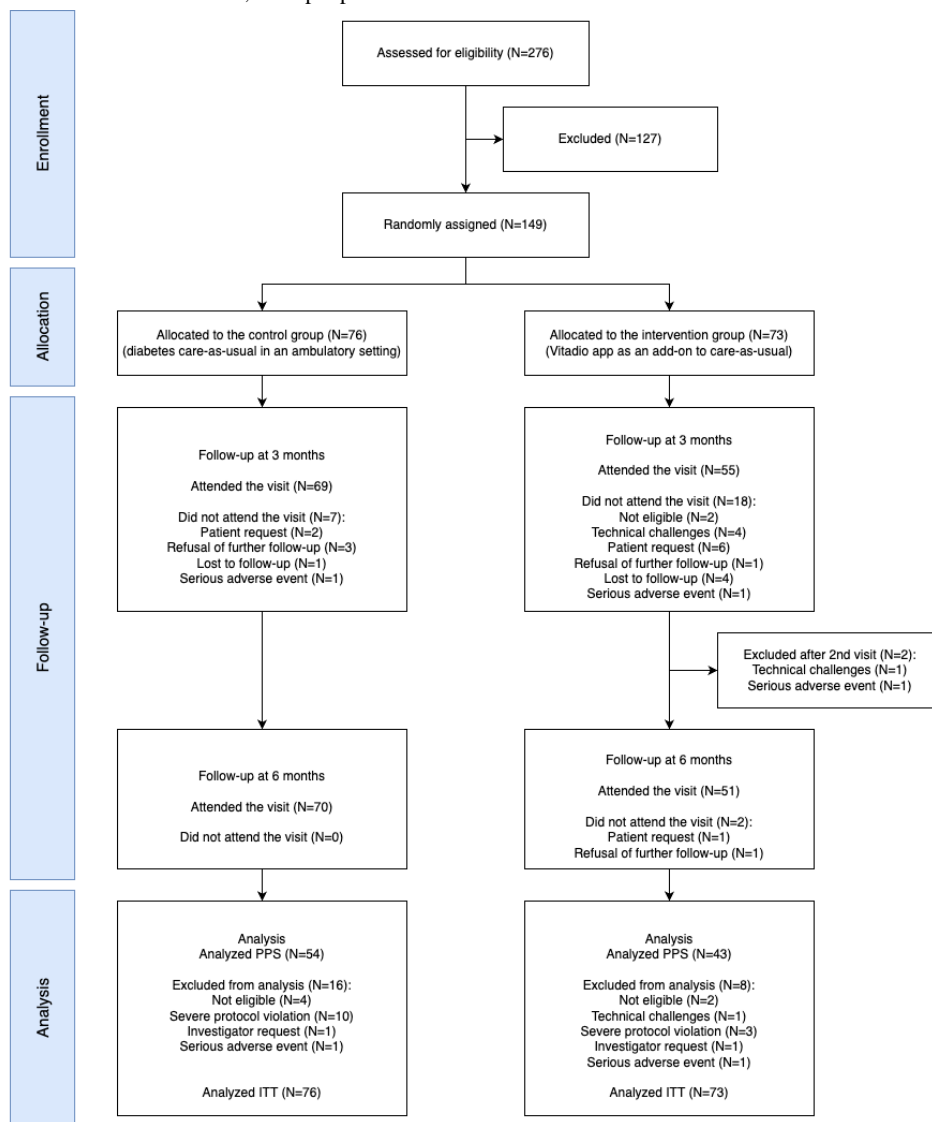 Enrollment
Assessed for eligibility (N=276)
Excluded (N=127)
Randomly assigned (N=149)
Allocation
Allocated to the control group (N=76)
(diabetes care-as-usual in an ambulatory setting)
Allocated to the intervention group (N=73)
(Vitadio app as an add-on to care-as-usual)
Follow-up
Follow-up at 3 months
Attended the visit (N=69)
Did not attend the visit (N=7):
Patient request (N=2)
Refusal of further follow-up (N=3)
Lost to follow-up (N=1)
Serious adverse event (N=1)
Follow-up at 3 months
Attended the visit (N=55)
Did not attend the visit (N=18):
Not eligible (N=2)
Technical challenges (N=4)
Patient request (N=6)
Refusal of further follow-up (N=1)
Lost to follow-up (N=4)
Serious adverse event (N=1)
Excluded after 2nd visit (N=2):
Technical challenges (N=1)
Serious adverse event (N=1)
Follow-up at 6 months
Attended the visit (N=70)
Did not attend the visit (N=0)
Follow-up at 6 months
Attended the visit (N=51)
Did not attend the visit (N=2):
Patient request (N=1)
Refusal of further follow-up (N=1)
Analysis
Analysis
Analyzed PPS (N=54)
Excluded from analysis (N=16):
Not eligible (N=4)
Severe protocol violation (N=10)
Investigator request (N=1)
Serious adverse event (N=1)
Analyzed ITT (N=76)
Analysis
Analyzed PPS (N=43)
Excluded from analysis (N=8):
Not eligible (N=2)
Technical challenges (N=1)
Severe protocol violation (N=3)
Investigator request (N=1)
Serious adverse event (N=1)
Analyzed ITT (N=73)